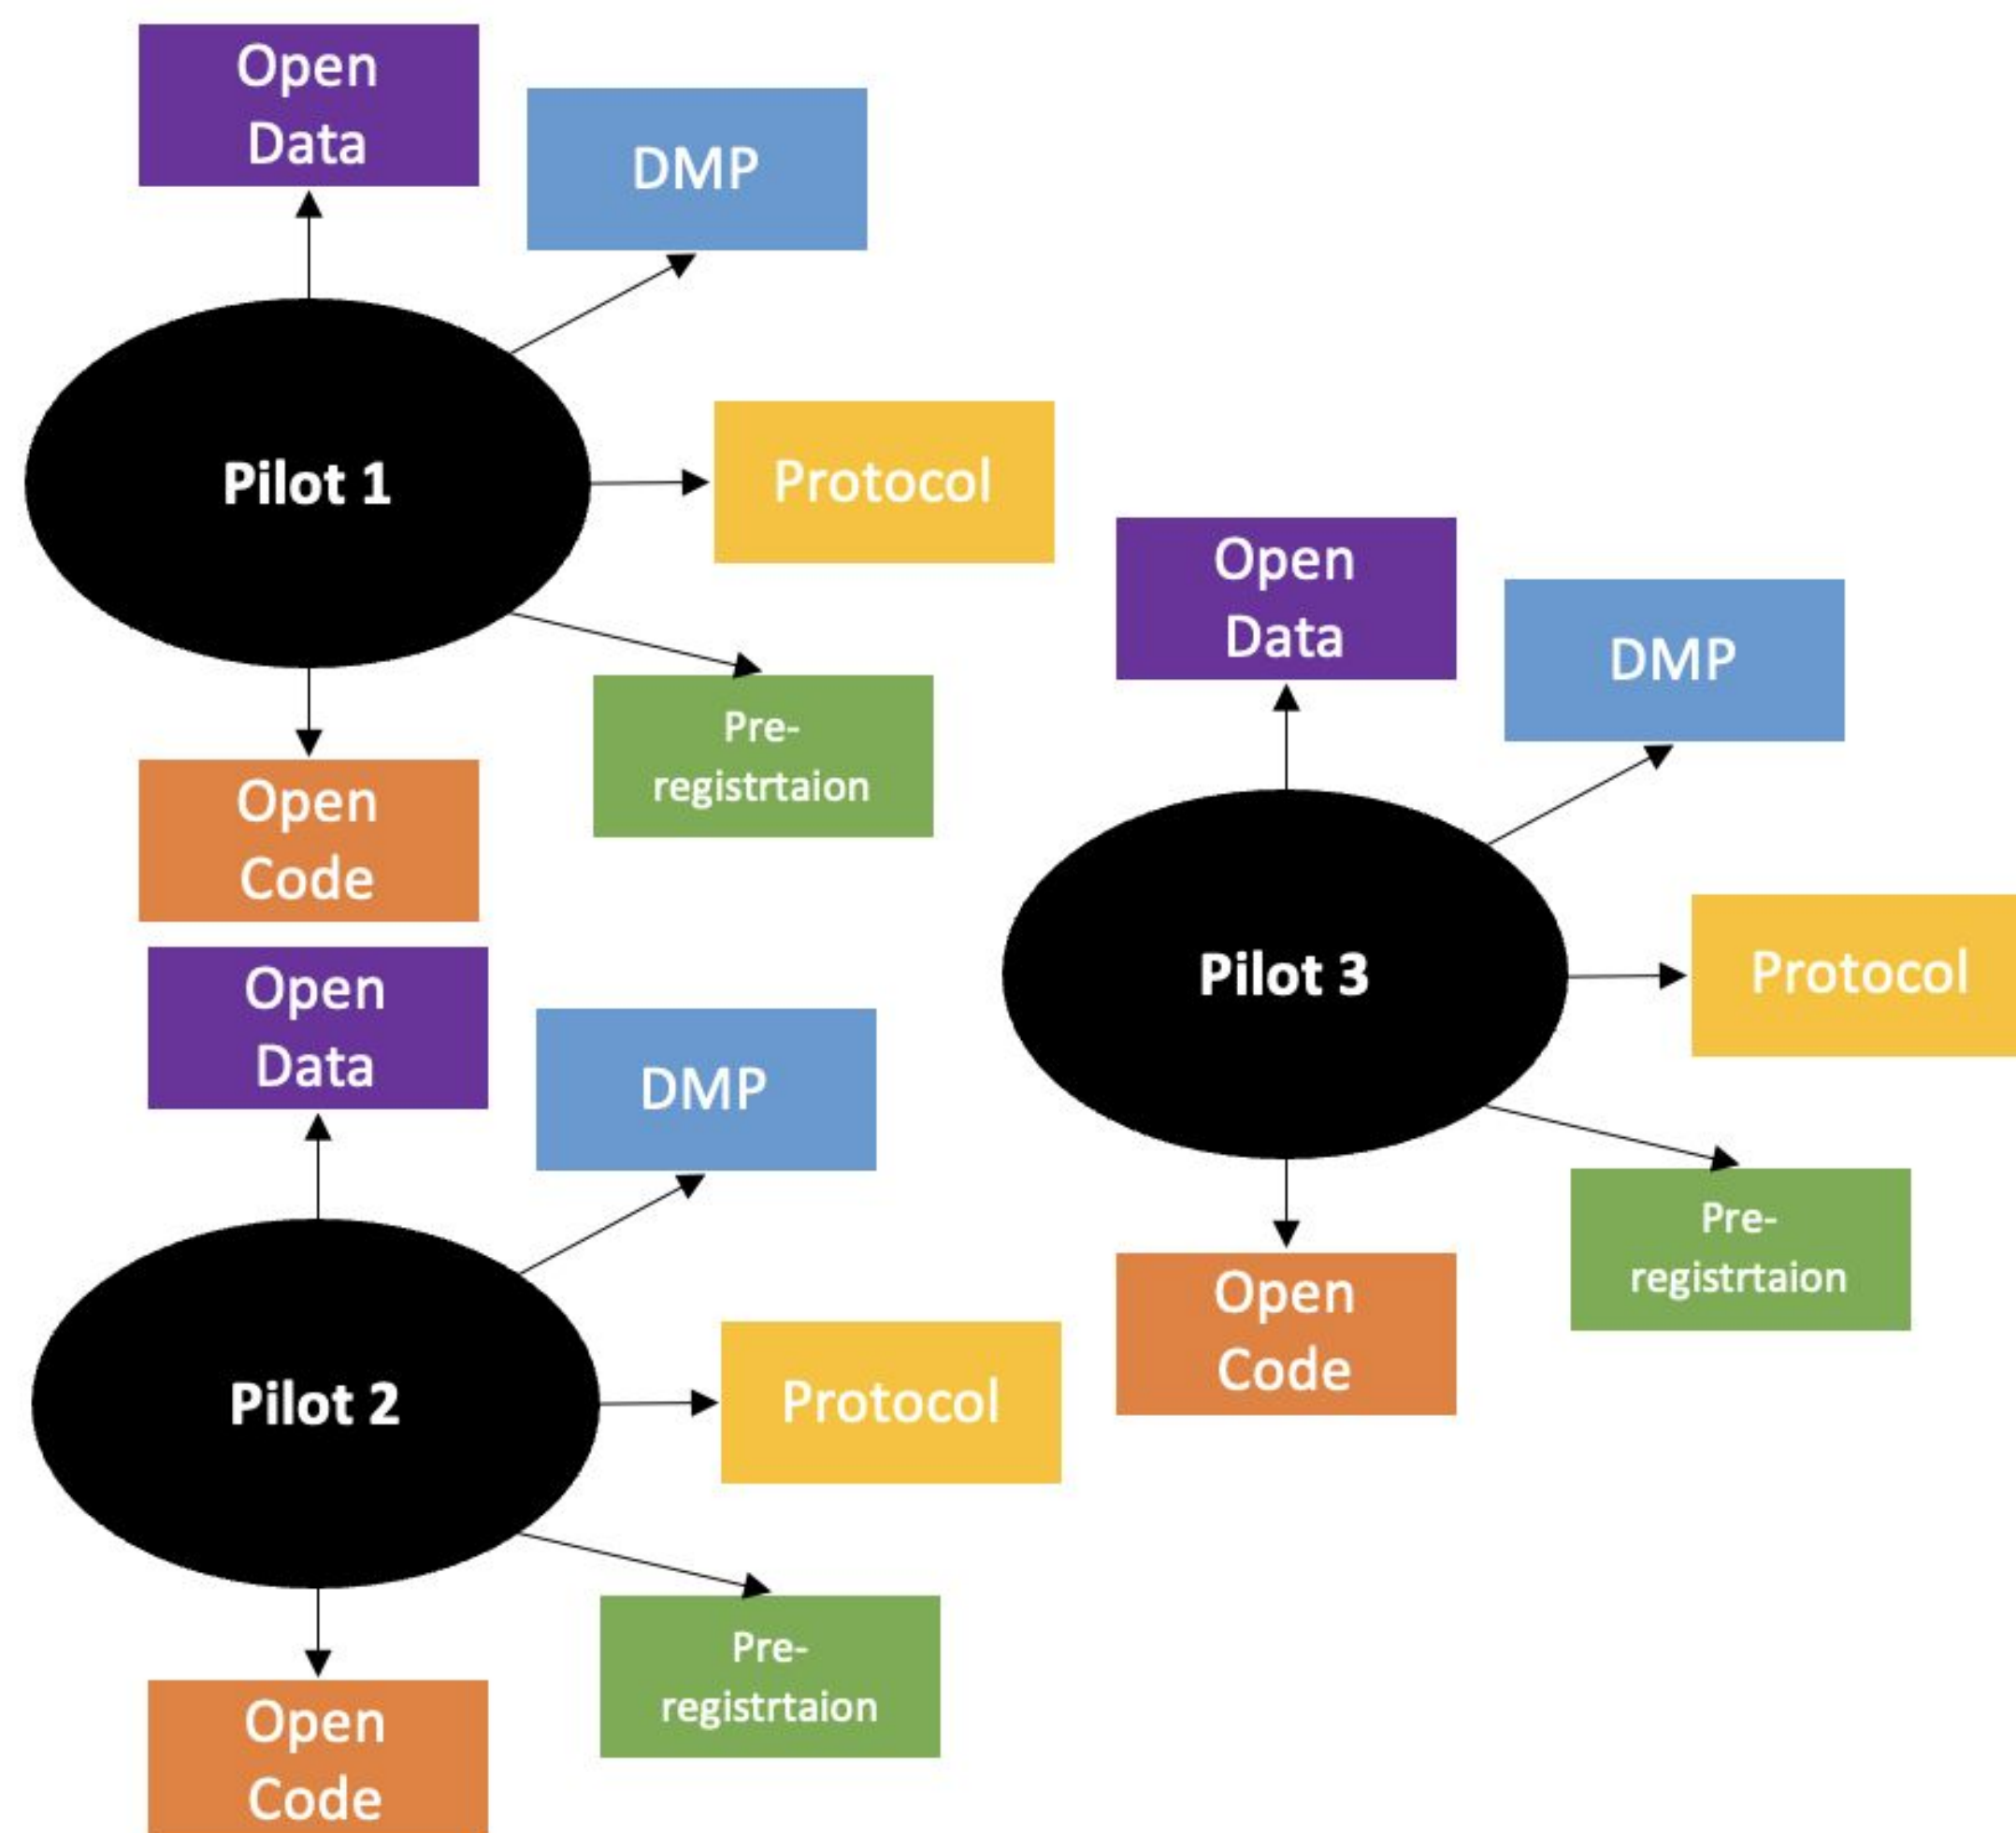 Open
Data
DMP
Pilot 1
Protocol
Pre-
registrtaion
Open
Code
Open
Data
DMP
Pilot 2
Protocol
Pre-
registrtaion
Open
Code
Open
Data
DMP
Pilot 3
Protocol
Pre-
registrtaion
Open
Code